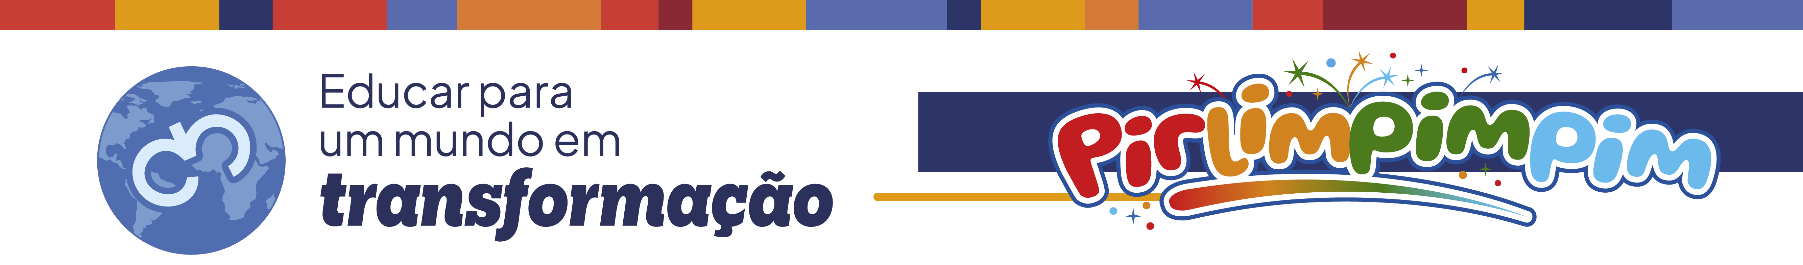 Educar para
um mundo em
transformação
PirLimPimPim